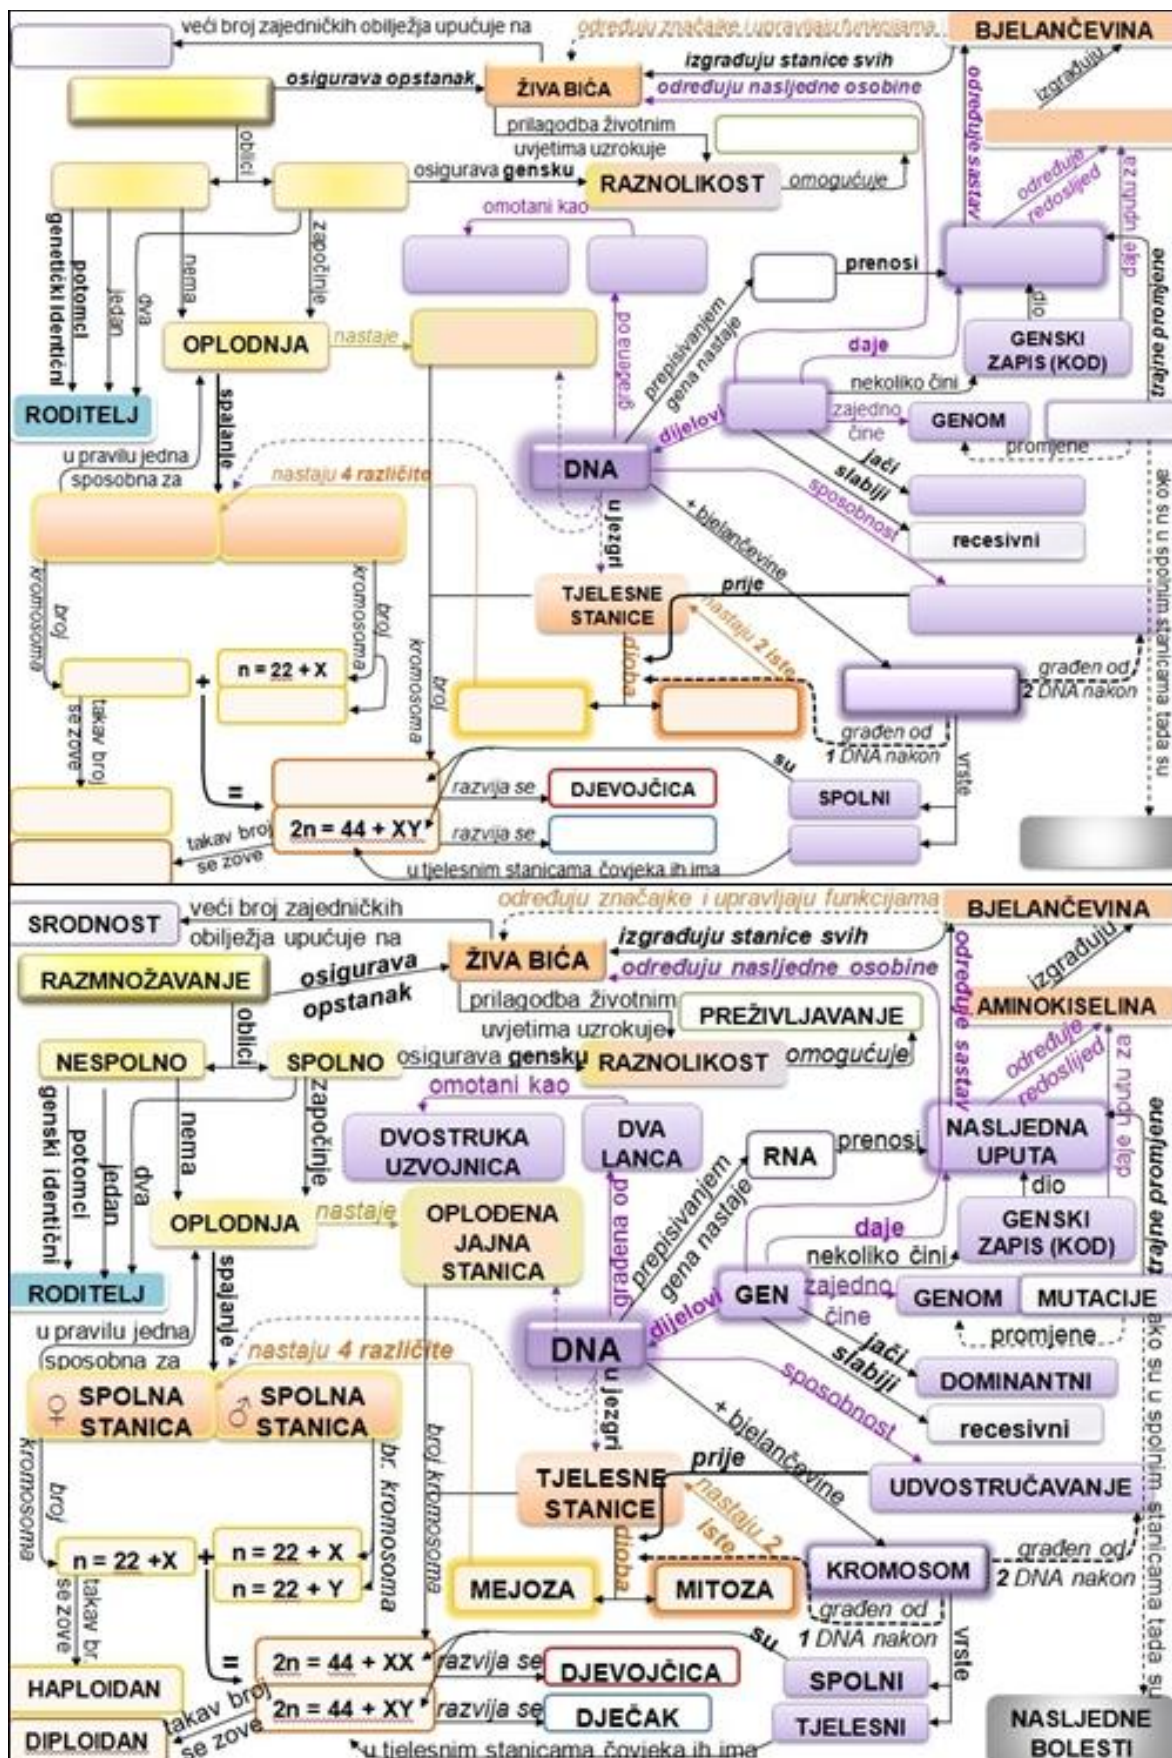 veći broj zajedničkih obilježja upućuje na
određuju značajke i upravljaju funkcijama
BJELANČEVINA
osigurava opstanak
ŽIVA BIĆA
izgrađuju stanice svih
određuju nasljedne osobine
izgrađuju
određuje sastav
prilagodba životnim
uvjetima uzrokuje
oblici
osigurava gensku
RAZNOLIKOST
omogućuje
određuje
redoslijed
daje uputu za
omotani kao
genetički identični
potomci
jedan
dva
nema
započinje
prenosi
dio
trajne promjene
OPLODNJA
nastaje
građena od
prepisivanjem
gena nastaje
daje
GENSKI
ZAPIS (KOD)
nekoliko čini
RODITELJ
spajanje
dijelovi
zajedno
čine
GENOM
promjene
u pravilu jedna
sposobna za
nastaju 4 različite
DNA
jači
slabiji
sposobnost
recesivni
u jezgri
+ bjelančevine
ako su u spolnim stanicama tada su
kromosoma
broj
kromosoma
broj
TJELESNE
STANICE
prije
nastaju 2 iste
dioba
broj
kromosoma
+
n = 22 + X
građen od
2 DNA nakon
takav broj
se zove
građen od
1 DNA nakon
vrste
=
razvija se
DJEVOJČICA
su
SPOLNI
2n = 44 + XY
razvija se
takav broj
se zove
u tjelesnim stanicama čovjeka ih ima
SRODNOST
veći broj zajedničkih
obilježja upućuje na
određuju značajke i upravljaju funkcijama
BJELANČEVINA
RAZMNOŽAVANJE
osigurava
opstanak
ŽIVA BIĆA
izgrađuju stanice svih
određuju nasljedne osobine
izgrađuju
određuje sastav
prilagodba životnim
uvjetima uzrokuje
PREŽIVLJAVANJE
AMINOKISELINA
oblici
NESPOLNO
SPOLNO
osigurava gensku
RAZNOLIKOST
omogućuje
određuje
redoslijed
daje uputu za
omotani kao
genski identični
potomci
jedan
dva
nema
započinje
DVOSTRUKA
UZVOJNICA
DVA
LANCA
RNA
prenosi
NASLJEDNA
UPUTA
dio
trajne promjene
OPLODNJA
nastaje
OPLOĐENA
JAJNA
STANICA
građena od
prepisivanjem
gena nastaje
daje
GENSKI
ZAPIS (KOD)
nekoliko čini
RODITELJ
spajanje
dijelovi
GEN
zajedno
čine
GENOM
MUTACIJE
promjene
u pravilu jedna
sposobna za
nastaju 4 različite
DNA
jači
slabiji
DOMINANTNI
recesivni
♀ SPOLNA
STANICA
♂ SPOLNA
STANICA
u jezgri
sposobnost
+ bjelančevine
ako su u spolnim stanicama tada su
kromosoma
broj
br. kromosoma
broj kromosoma
TJELESNE
STANICE
prije
UDVOSTRUČAVANJE
nastaju 2
iste
dioba
n = 22 +X
+
n = 22 + X
n = 22 + Y
MEJOZA
MITOZA
KROMOSOM
građen od
2 DNA nakon
građen od
1 DNA nakon
takav br.
se zove
vrste
=
2n = 44 + XX
razvija se
DJEVOJČICA
su
SPOLNI
HAPLOIDAN
takav broj
se zove
2n = 44 + XY
razvija se
DJEČAK
TJELESNI
DIPLOIDAN
u tjelesnim stanicama čovjeka ih ima
NASLJEDNE
BOLESTI